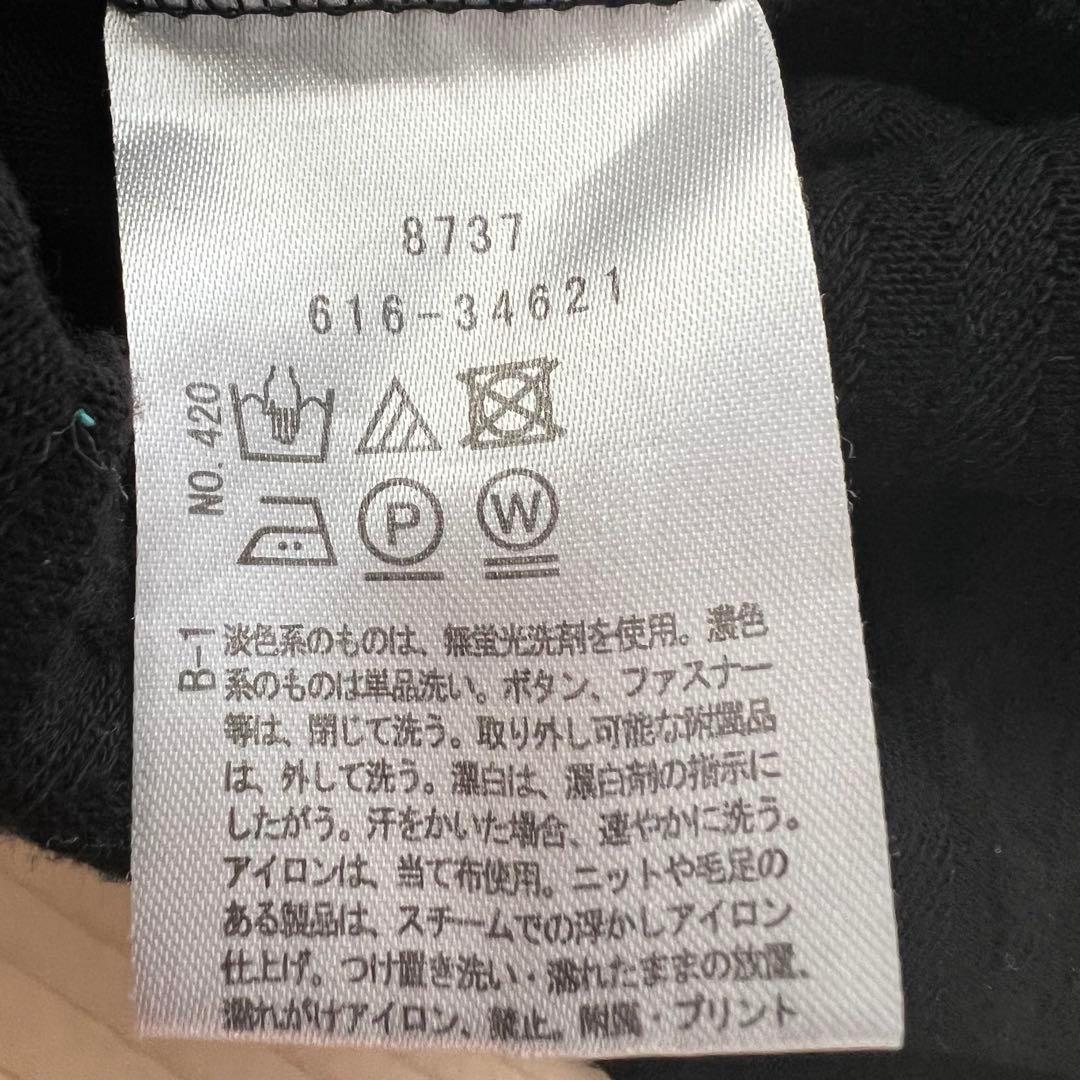 8737
616-34621
NO. 420
P
W
B-1
淡色系のものは、無蛍光洗剤を使用。濃色
系のものは単品洗い。ボタン、ファスナー
等は、閉じて洗う。取り外し可能な附置品
は、外して洗う。漂白は、漂白剤の指示に
したがう。汗をかいた場合、速やかに洗う。
アイロンは、当て布使用。ニットや毛足の
ある製品は、スチームでの浮かしアイロン
仕上げ。つけ置き洗い・濡れたままの放置、
濡れがけアイロン、禁止。附属・プリント